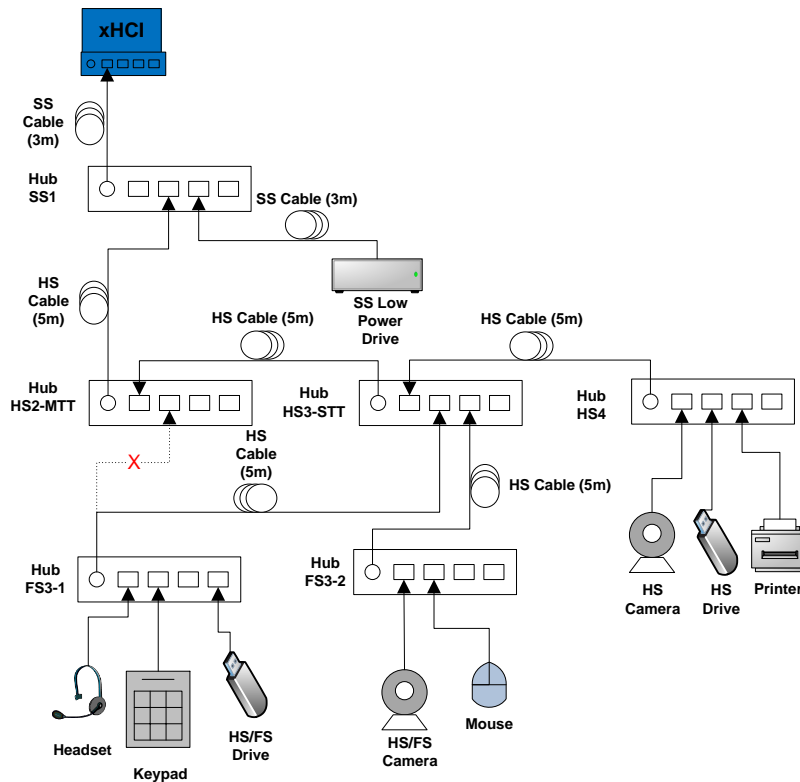 xHCI
SS
Cable
(3m)
Hub
SS1
SS Cable (3m)
HS
Cable
(5m)
SS Low
Power
Drive
HS Cable (5m)
HS Cable (5m)
Hub
HS2-MTT
Hub
HS3-STT
Hub
HS4
X
HS
Cable
(5m)
HS Cable (5m)
Hub
FS3-1
Hub
FS3-2
HS
Camera
HS
Drive
Printer
Headset
Keypad
HS/FS
Drive
HS/FS
Camera
Mouse